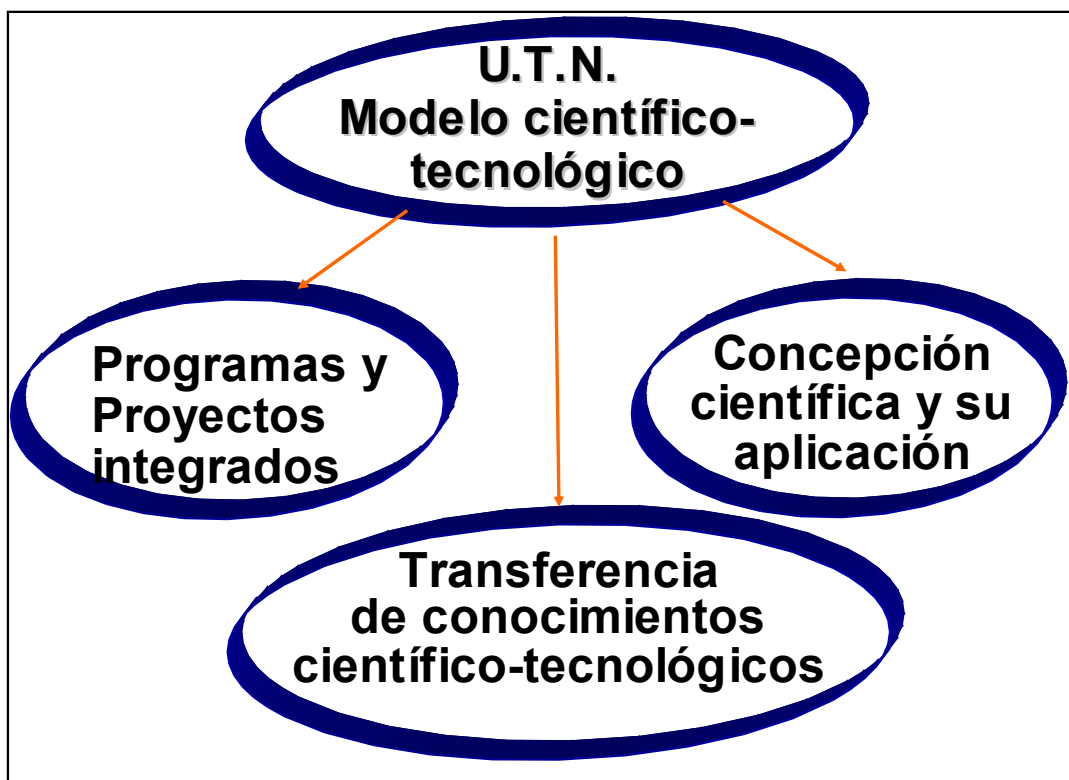 U.T.N.
Modelo científico-
tecnológico
Programas y
Proyectos
integrados
Concepción
científica y su
aplicación
Transferencia
de conocimientos
científico-tecnológicos